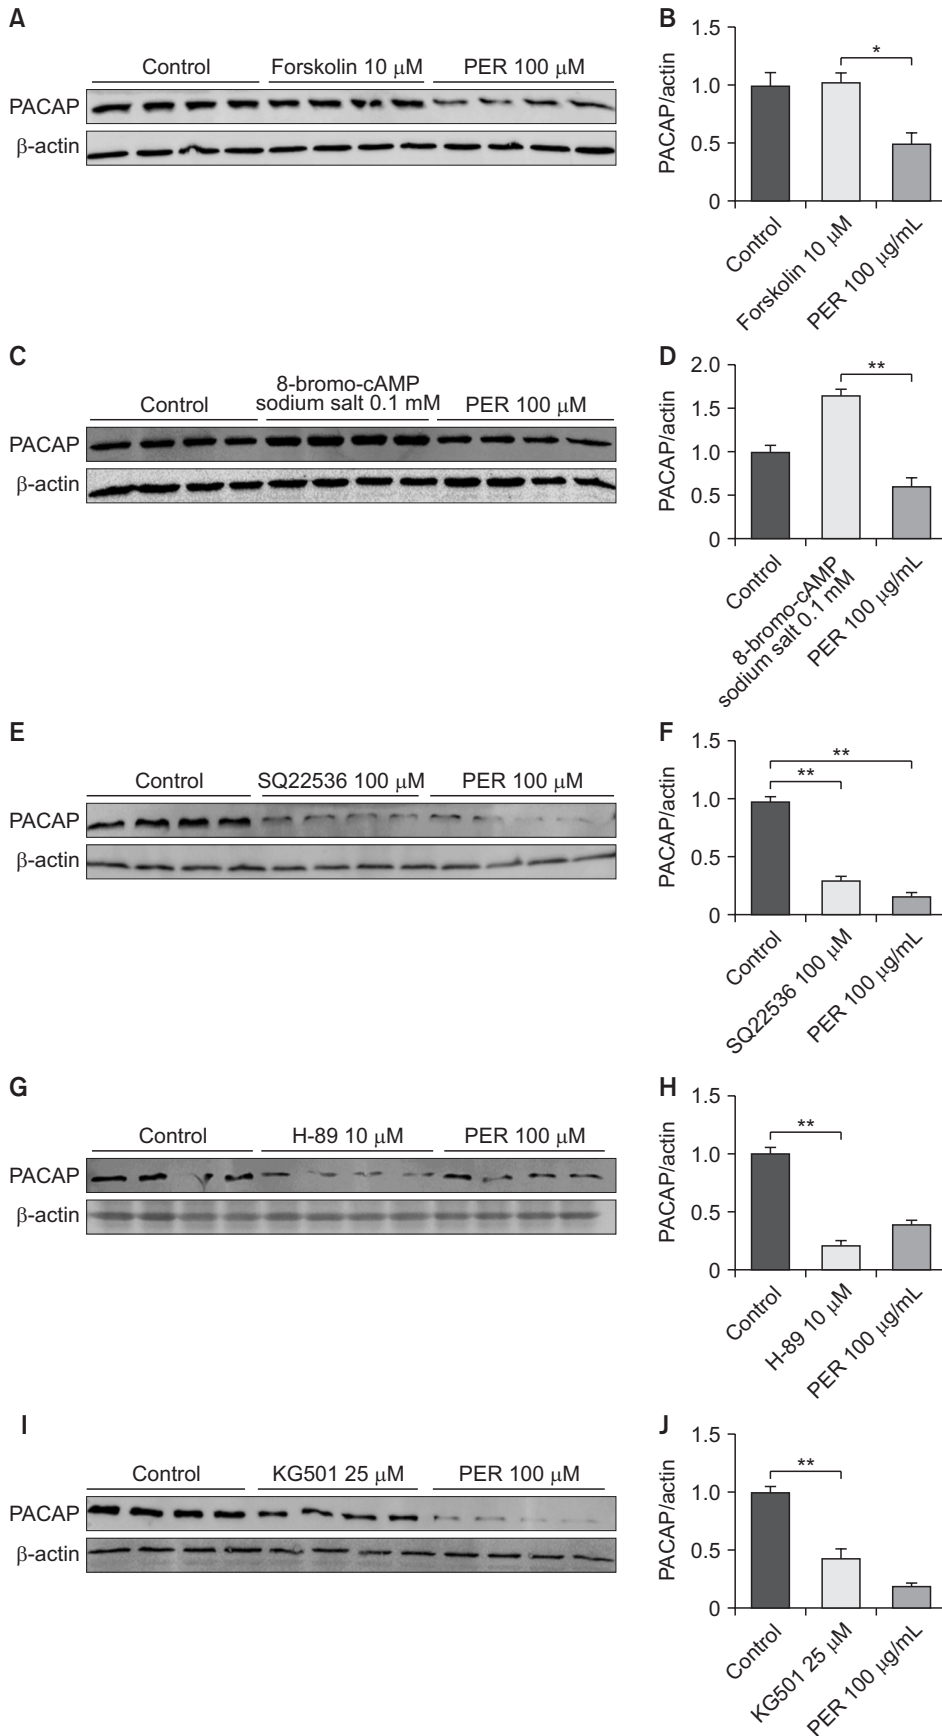 A
Control Forskolin 10 μM PER 100 μM
PACAP
β-actin
B
PACAP/actin
1.5
1.0
0.5
0
*
Control
Forskolin 10 μM
PER 100 μg/mL
C
Control 8-bromo-cAMP
sodium salt 0.1 mM PER 100 μM
PACAP
β-actin
D
PACAP/actin
2.0
1.5
1.0
0.5
0
**
Control
8-bromo-cAMP
sodium salt 0.1 mM
PER 100 μg/mL
E
Control SQ22536 100 μM PER 100 μM
PACAP
β-actin
F
PACAP/actin
1.5
1.0
0.5
0
**
**
Control
SQ22536 100 μM
PER 100 μg/mL
G
Control H-89 10 μM PER 100 μM
PACAP
β-actin
H
PACAP/actin
1.5
1.0
0.5
0
**
Control
H-89 10 μM
PER 100 μg/mL
I
Control KG501 25 μM PER 100 μM
PACAP
β-actin
J
PACAP/actin
1.5
1.0
0.5
0
**
Control
KG501 25 μM
PER 100 μg/mL